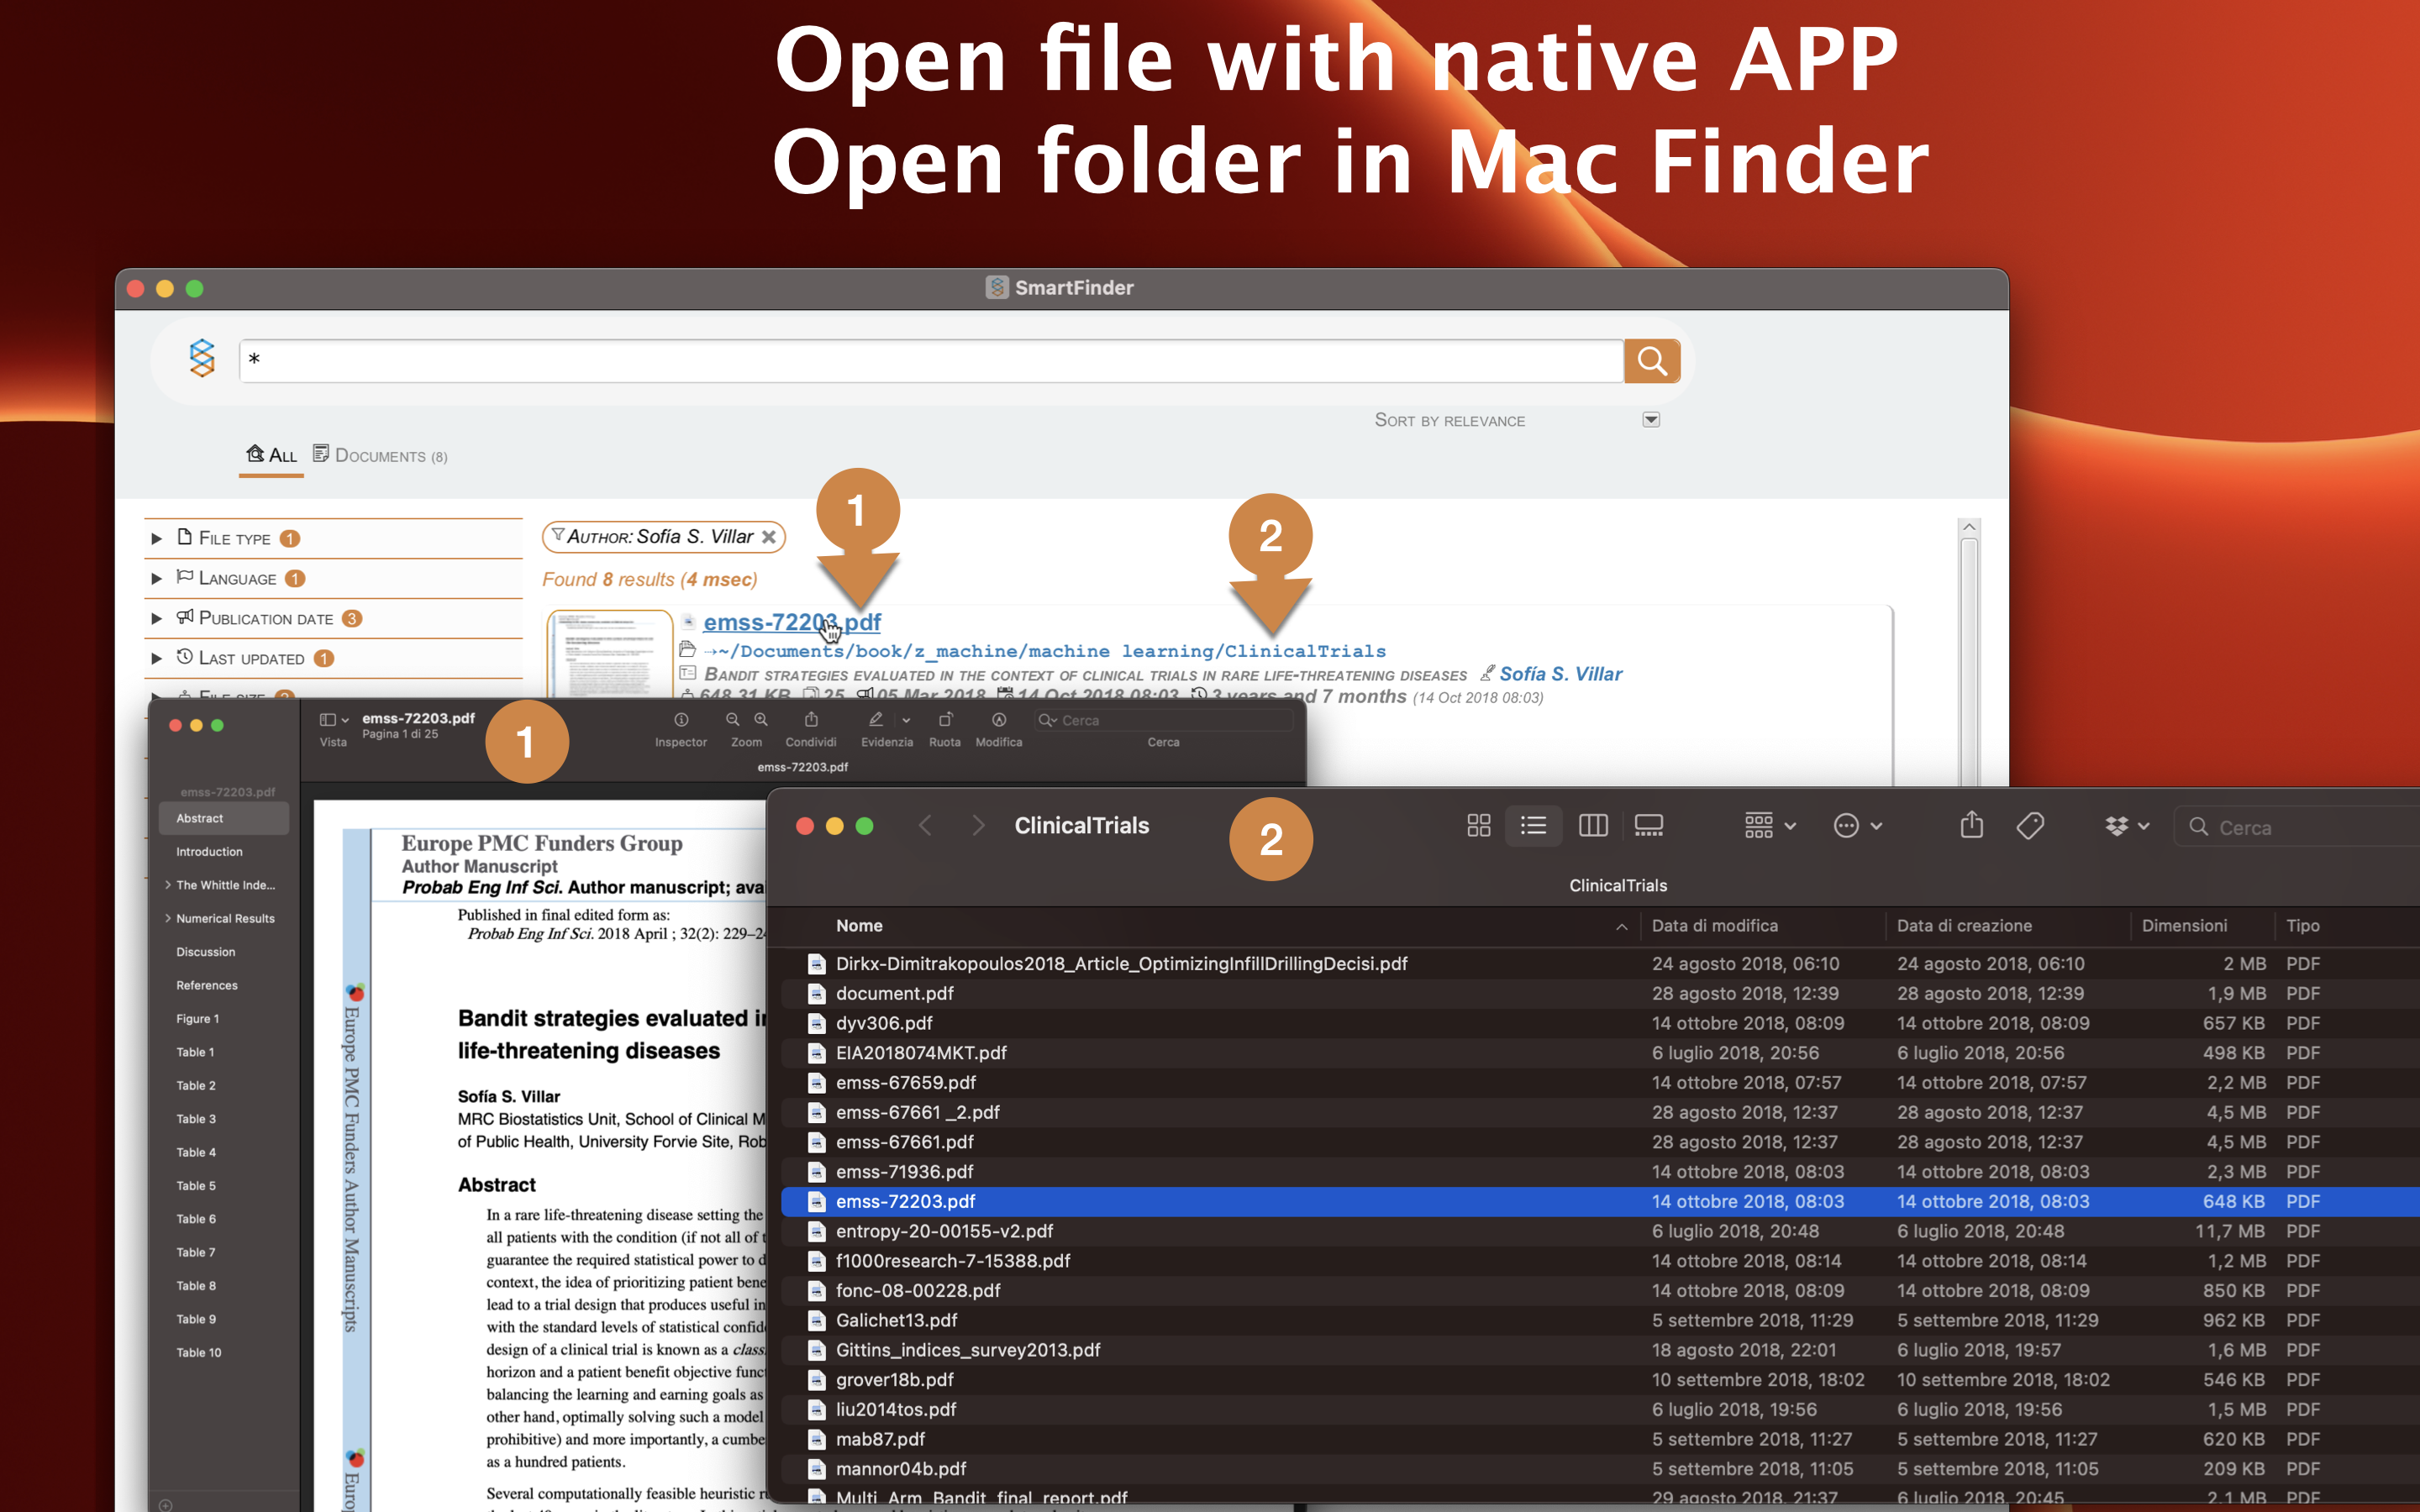 Open file with native APP
Open folder in Mac Finder
SmartFinder
*
SORT BY RELEVANCE
ALL DOCUMENTS (8)
1
2
FILE TYPE 1
LANGUAGE 1
PUBLICATION DATE 3
LAST UPDATED 1
FILE SIZE
AUTHOR: Sofía S. Villar
Found 8 results (4 msec)
emss-72203.pdf
~/Documents/book/z_machine/machine learning/ClinicalTrials
BANDIT STRATEGIES EVALUATED IN THE CONTEXT OF CLINICAL TRIALS IN RARE LIFE-THREATENING DISEASES Sofía S. Villar
648.31 KB 25 05 Mar 2018 14 Oct 2018 08:03 3 years and 7 months (14 Oct 2018 08:03)
emss-72203.pdf
Pagina 1 di 25
1
Cerca
Vista Inspector Zoom Condividi Evidenzia Ruota Modifica Cerca
emss-72203.pdf
emss-72203.pdf
Abstract
Introduction
The Whittle Inde...
Numerical Results
Discussion
References
Figure 1
Table 1
Table 2
Table 3
Table 4
Table 5
Table 6
Table 7
Table 8
Table 9
Table 10
Europe PMC Funders Author Manuscripts
Europe PMC Funders Group
Author Manuscript
Probab Eng Inf Sci. Author manuscript; ava
Published in final edited form as:
Probab Eng Inf Sci. 2018 April ; 32(2): 229–24
Bandit strategies evaluated in
life-threatening diseases
Sofía S. Villar
MRC Biostatistics Unit, School of Clinical M
of Public Health, University Forvie Site, Rob
Abstract
In a rare life-threatening disease setting the
all patients with the condition (if not all of t
guarantee the required statistical power to d
context, the idea of prioritizing patient bene
lead to a trial design that produces useful in
with the standard levels of statistical confide
design of a clinical trial is known as a class
horizon and a patient benefit objective funct
balancing the learning and earning goals as
other hand, optimally solving such a model
prohibitive) and more importantly, a cumbe
as a hundred patients.
Several computationally feasible heuristic ru
ClinicalTrials
2
Cerca
ClinicalTrials
Nome Data di modifica Data di creazione Dimensioni Tipo
Dirkx-Dimitrakopoulos2018_Article_OptimizingInfillDrillingDecisi.pdf 24 agosto 2018, 06:10 24 agosto 2018, 06:10 2 MB PDF
document.pdf 28 agosto 2018, 12:39 28 agosto 2018, 12:39 1,9 MB PDF
dyv306.pdf 14 ottobre 2018, 08:09 14 ottobre 2018, 08:09 657 KB PDF
EIA2018074MKT.pdf 6 luglio 2018, 20:56 6 luglio 2018, 20:56 498 KB PDF
emss-67659.pdf 14 ottobre 2018, 07:57 14 ottobre 2018, 07:57 2,2 MB PDF
emss-67661 _2.pdf 28 agosto 2018, 12:37 28 agosto 2018, 12:37 4,5 MB PDF
emss-67661.pdf 28 agosto 2018, 12:37 28 agosto 2018, 12:37 4,5 MB PDF
emss-71936.pdf 14 ottobre 2018, 08:03 14 ottobre 2018, 08:03 2,3 MB PDF
emss-72203.pdf 14 ottobre 2018, 08:03 14 ottobre 2018, 08:03 648 KB PDF
entropy-20-00155-v2.pdf 6 luglio 2018, 20:48 6 luglio 2018, 20:48 11,7 MB PDF
f1000research-7-15388.pdf 14 ottobre 2018, 08:14 14 ottobre 2018, 08:14 1,2 MB PDF
fonc-08-00228.pdf 14 ottobre 2018, 08:09 14 ottobre 2018, 08:09 850 KB PDF
Galichet13.pdf 5 settembre 2018, 11:29 5 settembre 2018, 11:29 962 KB PDF
Gittins_indices_survey2013.pdf 18 agosto 2018, 22:01 6 luglio 2018, 19:57 1,6 MB PDF
grover18b.pdf 10 settembre 2018, 18:02 10 settembre 2018, 18:02 546 KB PDF
liu2014tos.pdf 6 luglio 2018, 19:56 6 luglio 2018, 19:56 1,5 MB PDF
mab87.pdf 5 settembre 2018, 11:27 5 settembre 2018, 11:27 620 KB PDF
mannor04b.pdf 5 settembre 2018, 11:05 5 settembre 2018, 11:05 209 KB PDF
Multi_Arm_Bandit_final_report.pdf 29 agosto 2018, 21:37 6 luglio 2018, 20:45 2,1 MB PDF